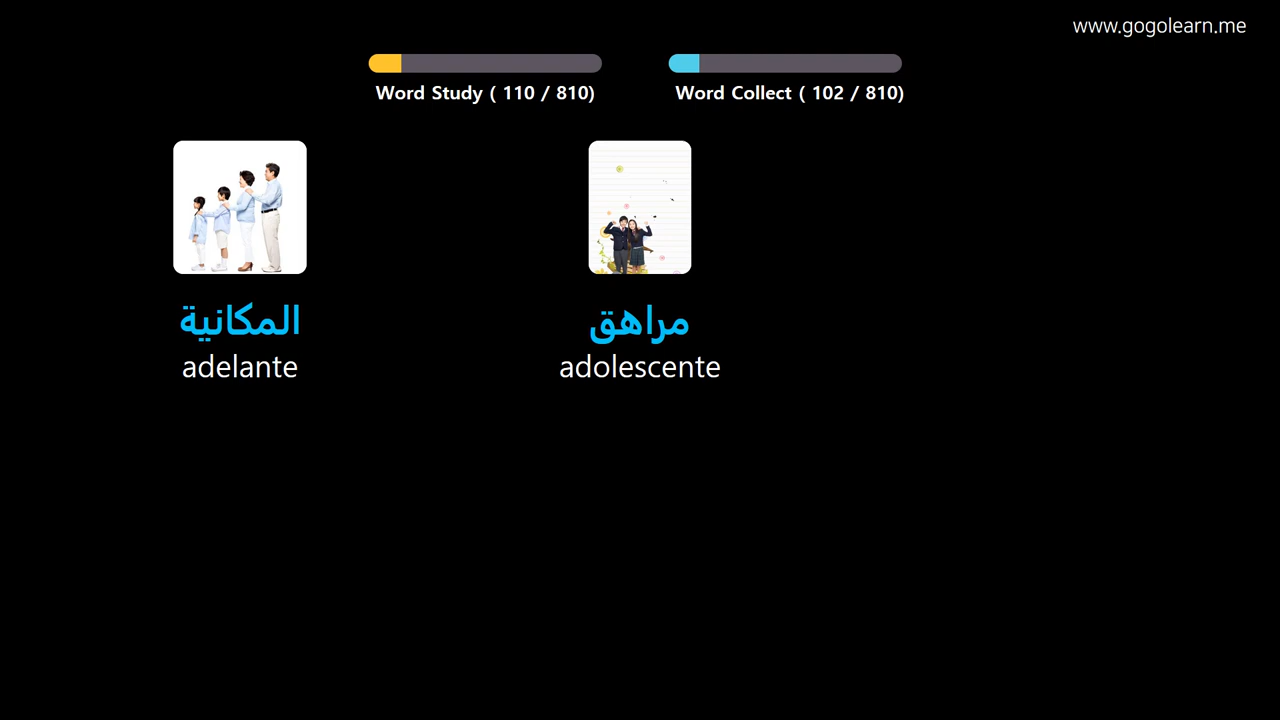 www.gogolearn.me
Word Study ( 110 / 810)
Word Collect ( 102 / 810)
المكانية
adelante
مراهق
adolescente